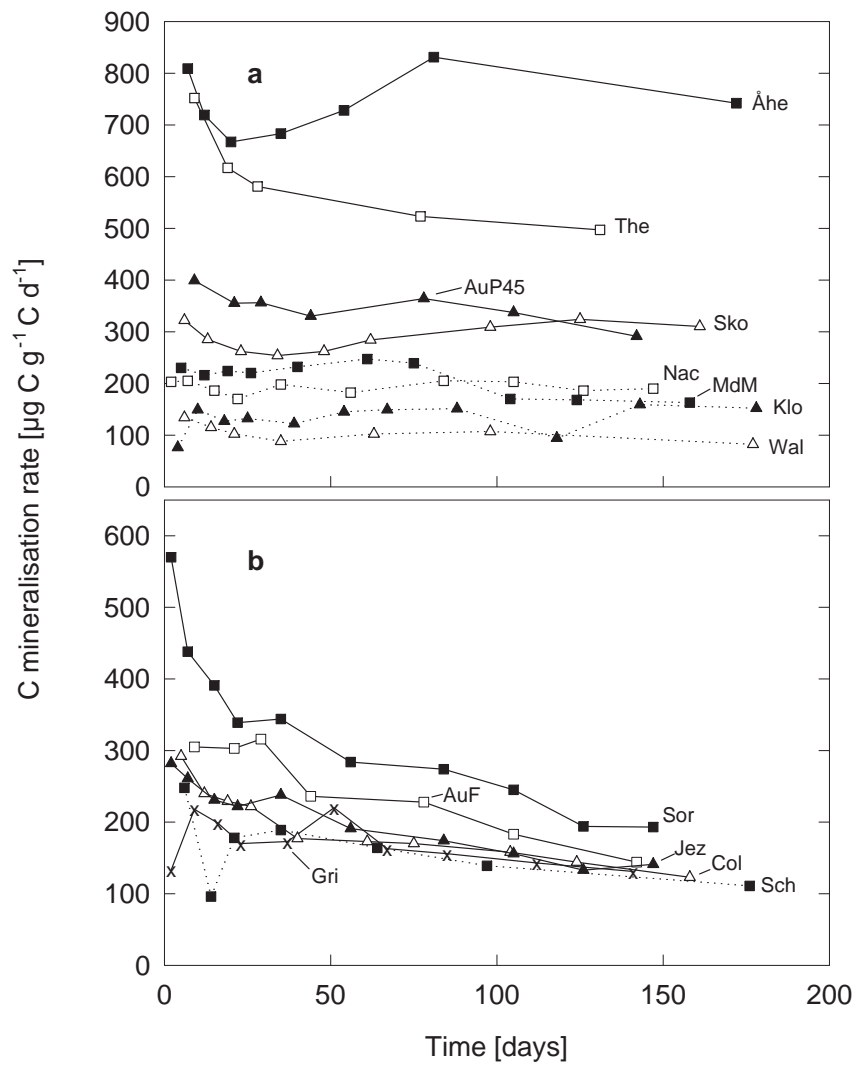 900
800
700
600
500
400
300
200
100
0
a
Åhe
The
AuP45
Sko
Nac
MdM
Klo
Wal
C mineralisation rate [µg C g-1 C d-1]
600
500
400
300
200
100
0
b
AuF
Sor
Jez
Col
Sch
Gri
0 50 100 150 200
Time [days]